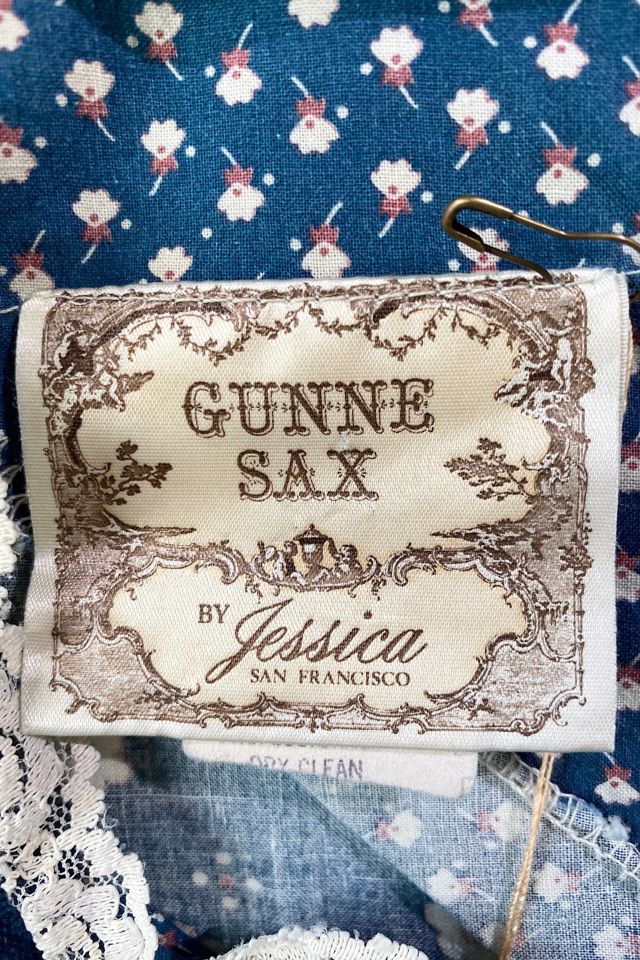 GUNNE
SAX
BY Jessica
SAN FRANCISCO
DRY CLEAN